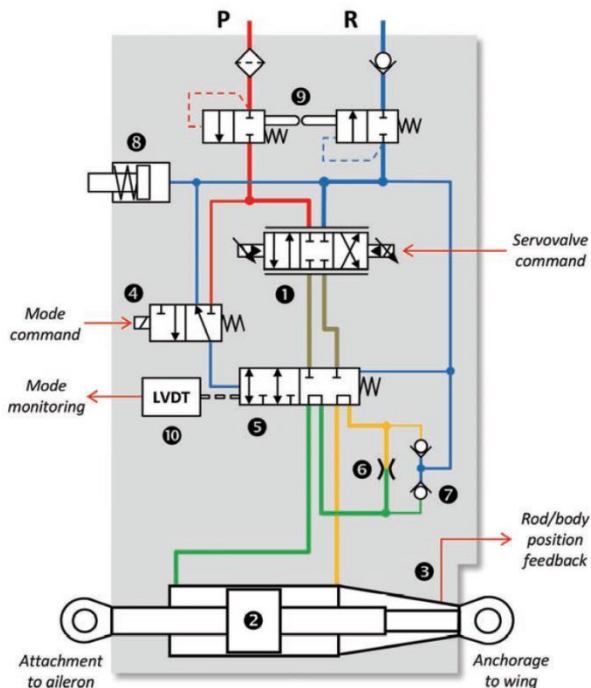 P
R
9
8
Servovalve
command
1
4
Mode
command
Mode
monitoring
LVDT
10
5
6
7
Rod/body
position
feedback
3
2
Attachment
to aileron
Anchorage
to wing